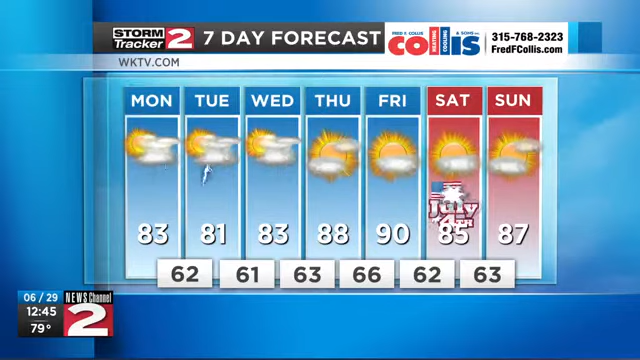 STORM
Tracker 2
7 DAY FORECAST
FRED F. COLLIS & SONS INC.
collis
HEATING
COOLING
315-768-2323
FredFCollis.com
WKTV.COM
MON TUE WED THU FRI SAT SUN
July
4TH
83 81 83 88 90 85 87
62 61 63 66 62 63
06 / 29
12:45
79°
NEWS Channel
2